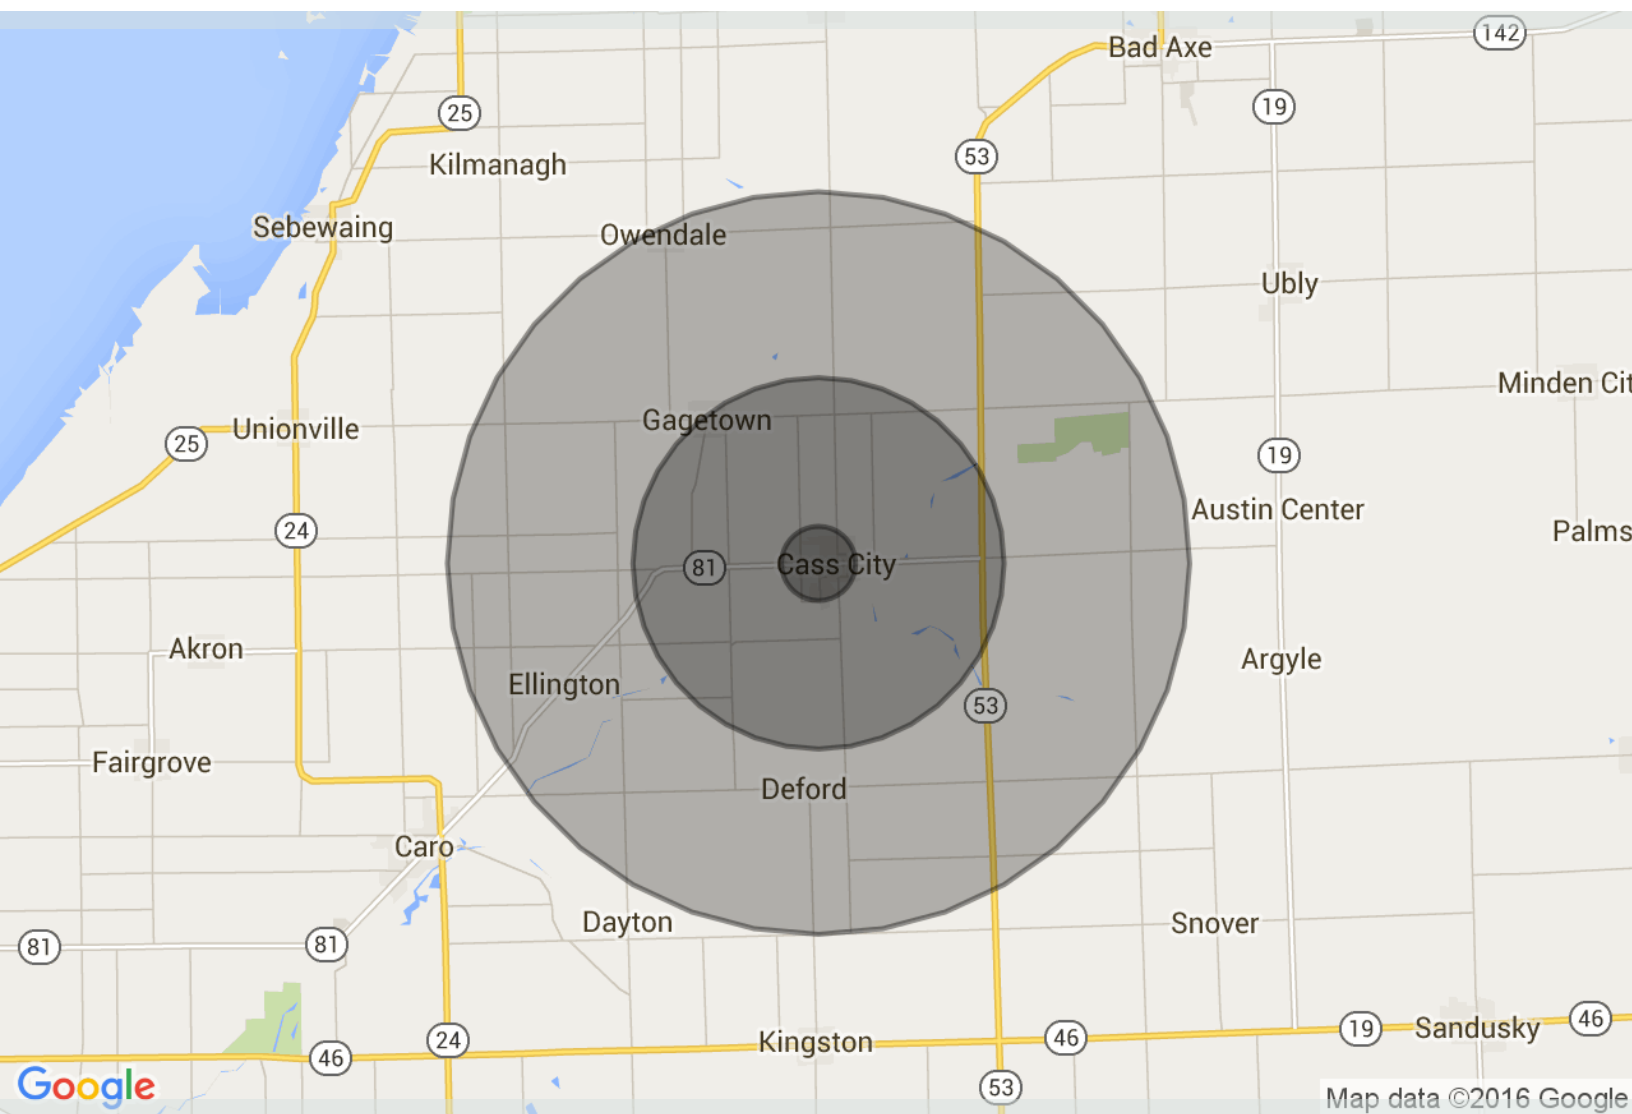 Bad Axe
142
19
25
53
Kilmanagh
Sebewaing
Owendale
Ubly
Minden Cit
Gagetown
Unionville
25
19
Austin Center
24
Palms
81
Cass City
Akron
Argyle
Ellington
53
Fairgrove
Deford
Caro
Dayton
Snover
81
81
19
Sandusky
46
24
Kingston
46
46
53
Google
Map data ©2016 Google